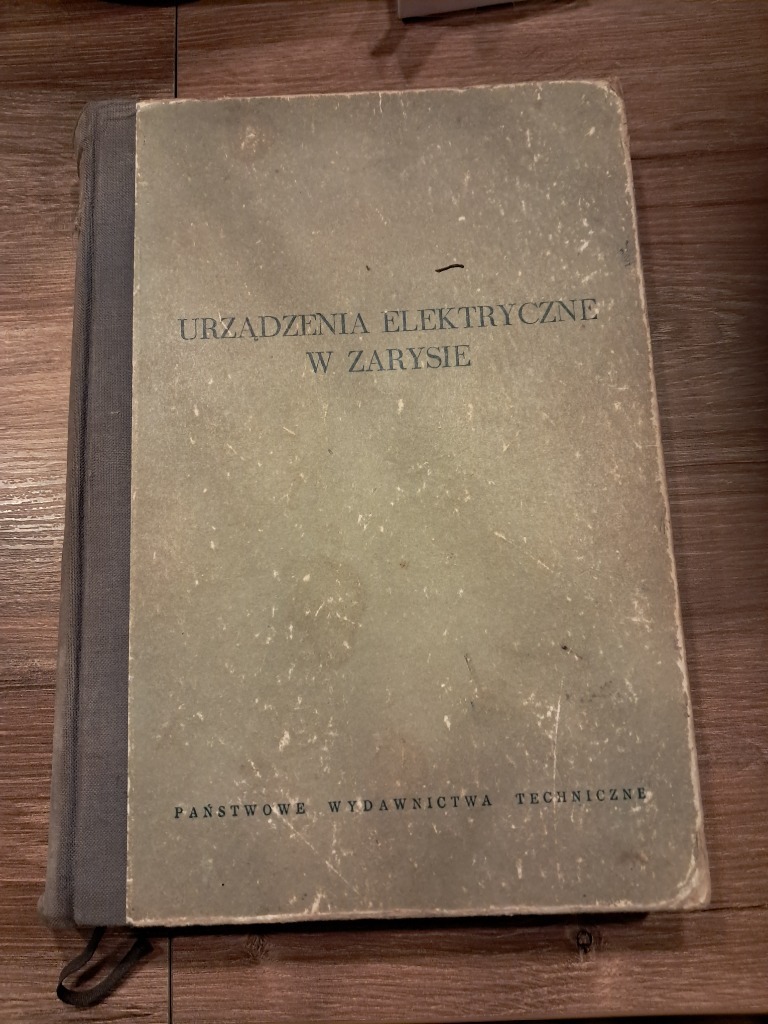 URZĄDZENIA ELEKTRYCZNE
W ZARYSIE
PAŃSTWOWE WYDAWNICTWA TECHNICZNE